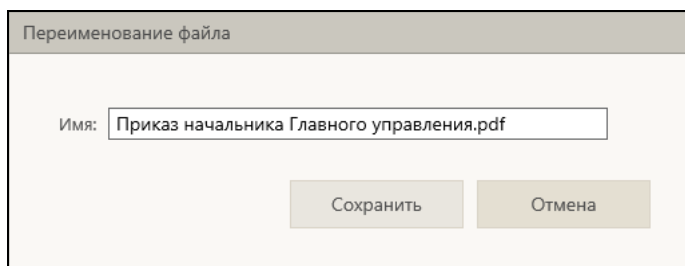 Переименование файла
Имя: Приказ начальника Главного управления.pdf
Сохранить Отмена